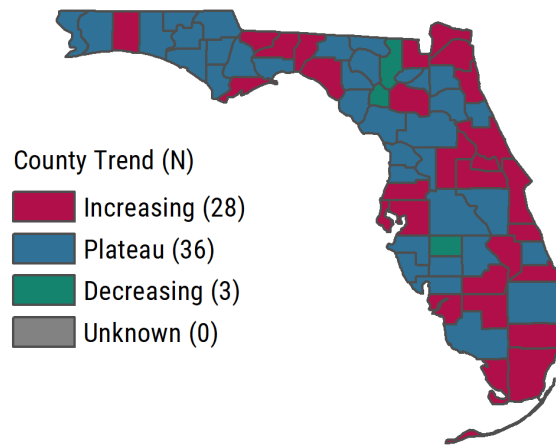 County Trend (N)
Increasing (28)
Plateau (36)
Decreasing (3)
Unknown (0)